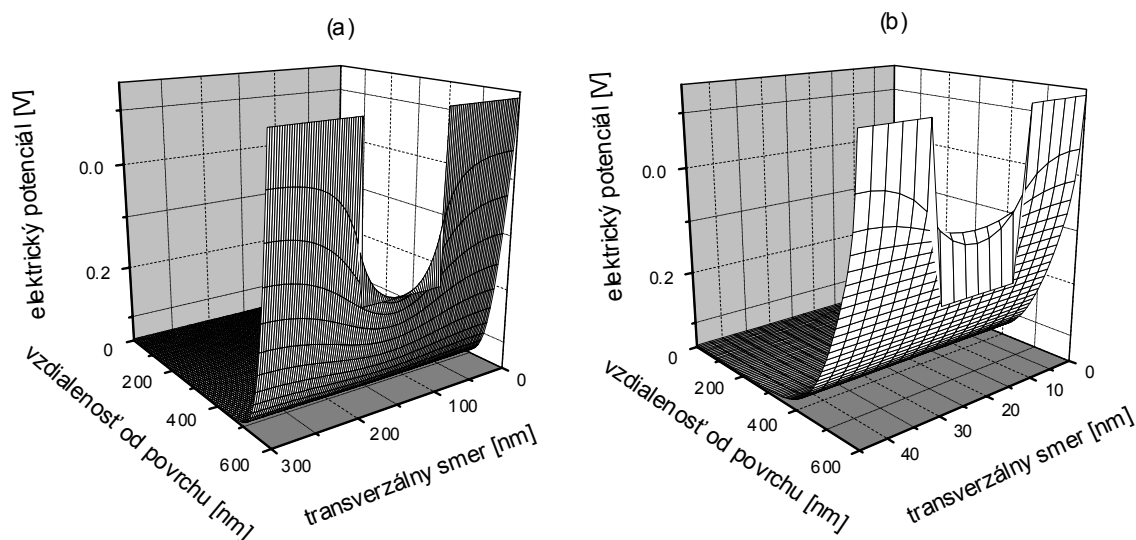 (a)
elektrický potenciál [V]
0.0
0.2
0
200
400
600
vzdialenosť od povrchu [nm]
300
200
100
0
transverzálny smer [nm]
(b)
elektrický potenciál [V]
0.0
0.2
0
200
400
600
vzdialenosť od povrchu [nm]
40
30
20
10
0
transverzálny smer [nm]